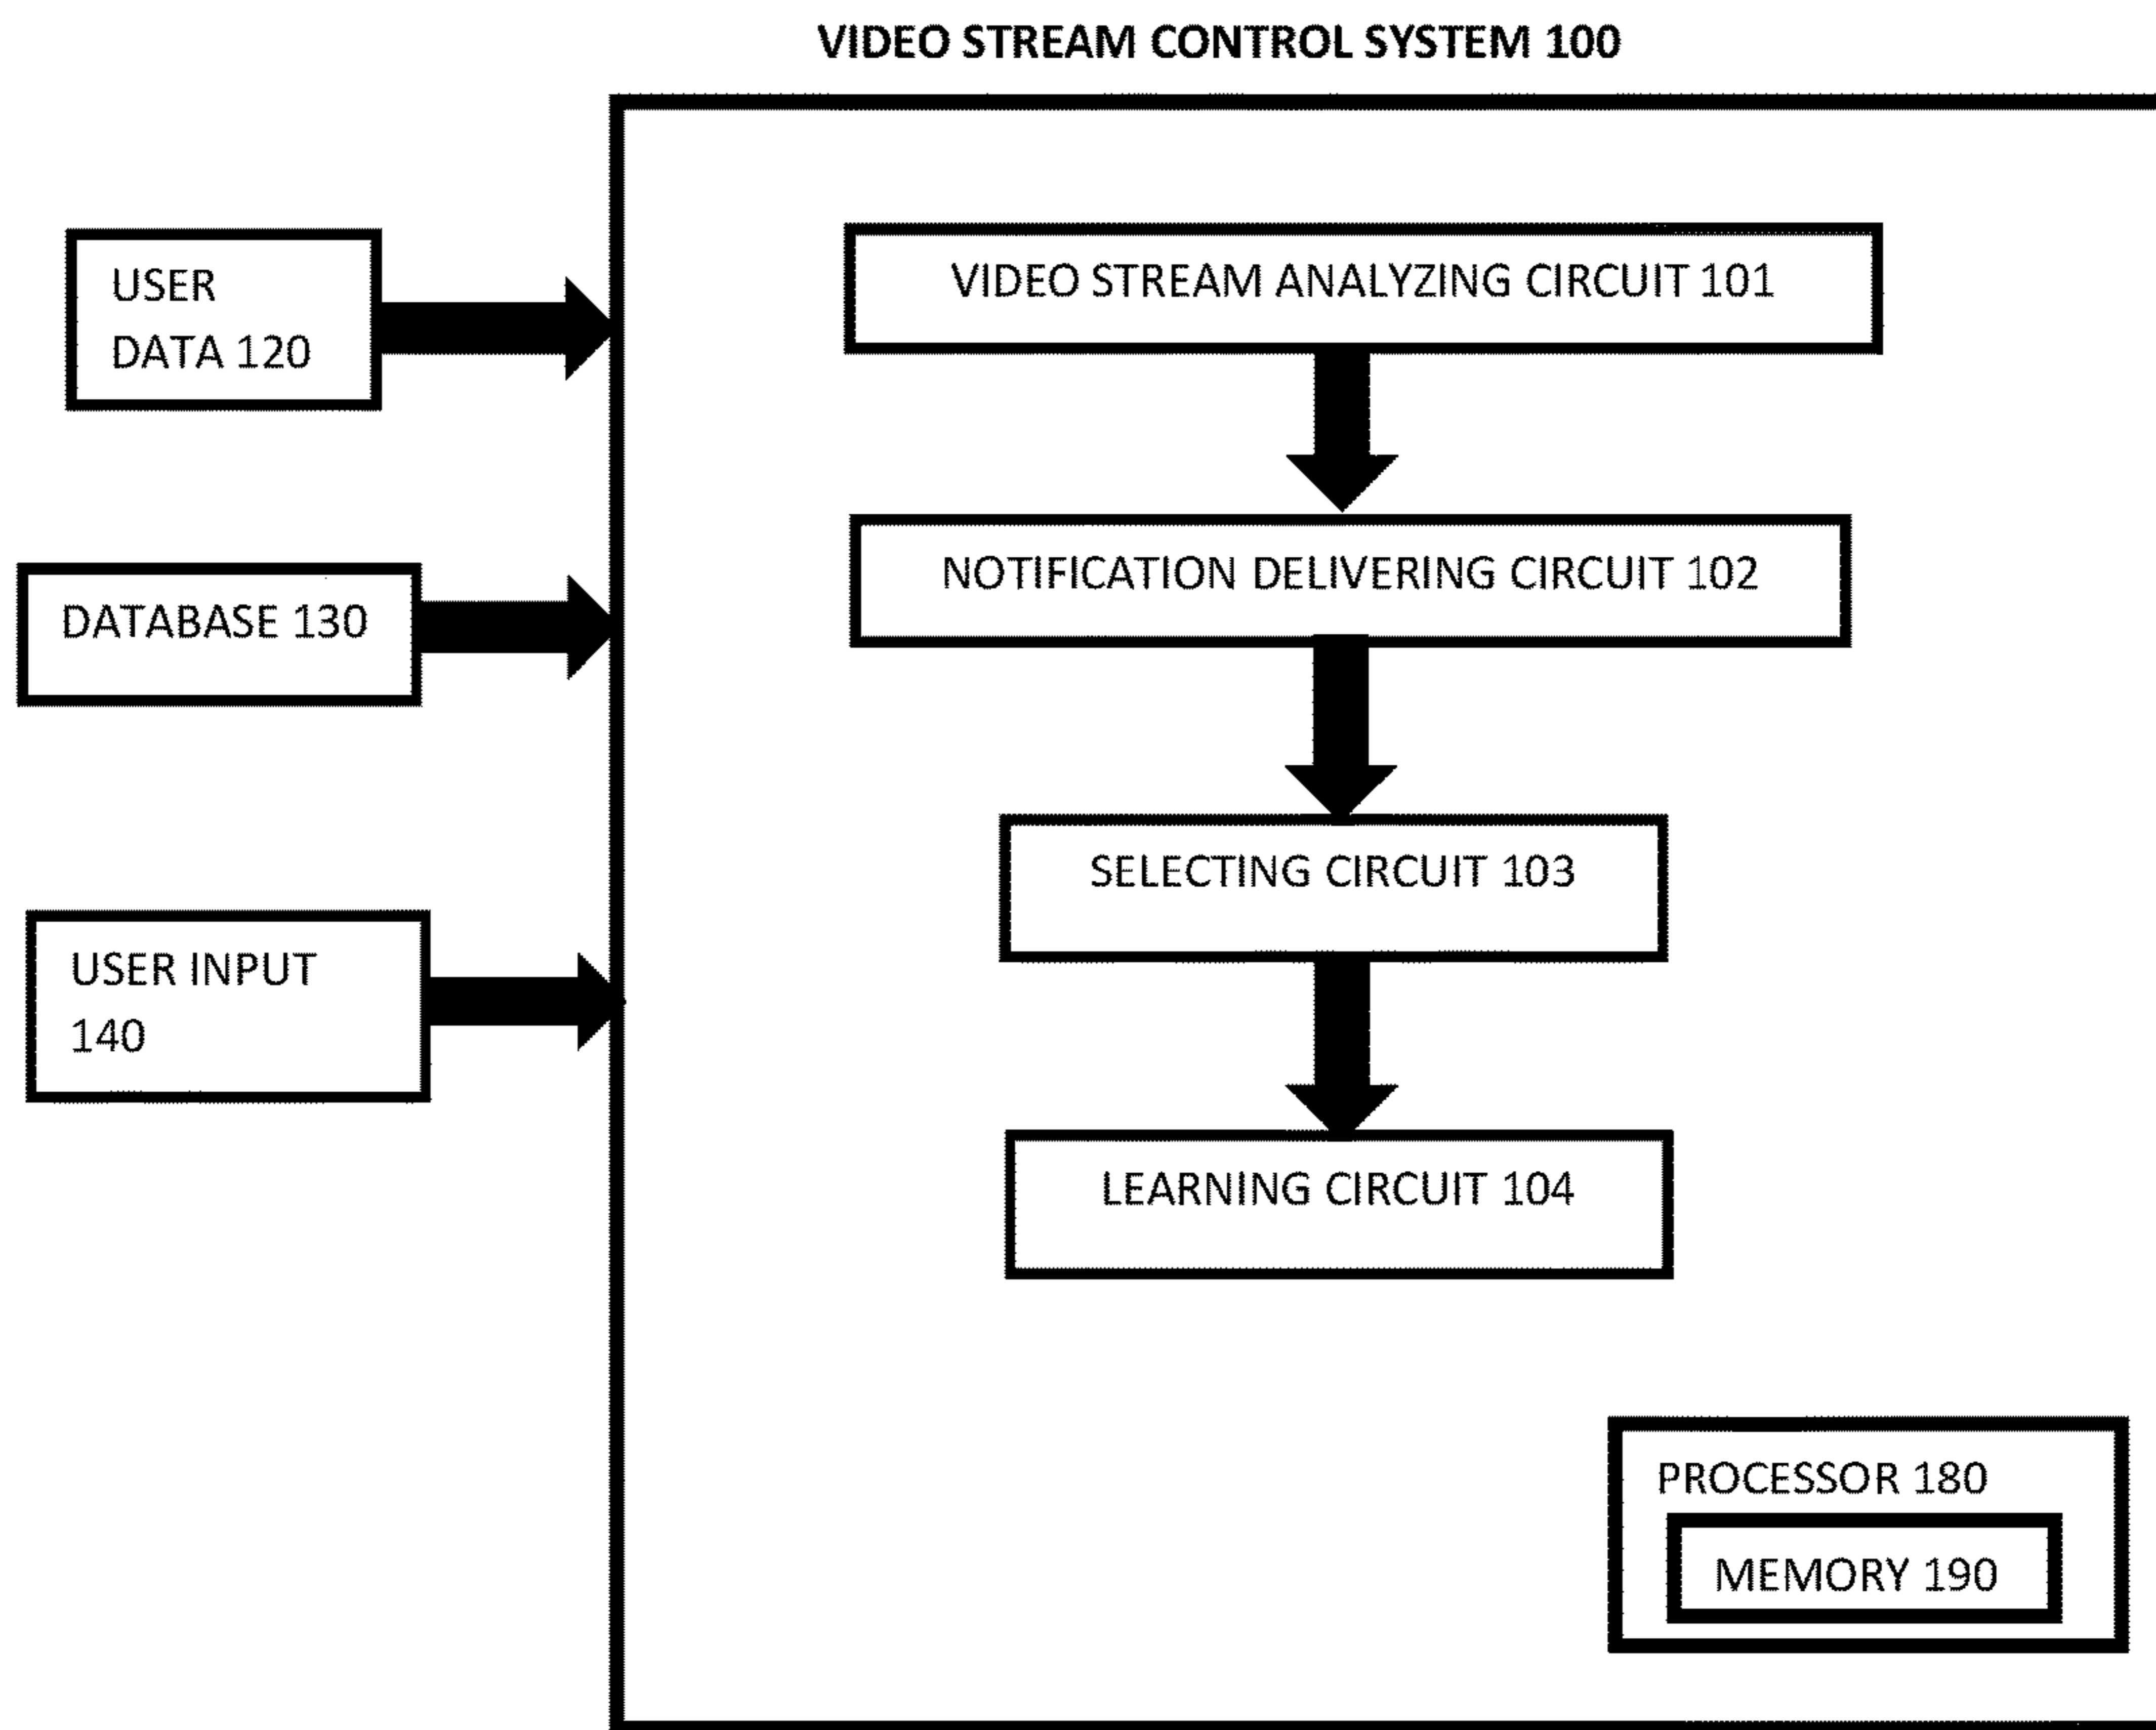 VIDEO STREAM CONTROL SYSTEM 100
USER
DATA 120
DATABASE 130
USER INPUT
140
VIDEO STREAM ANALYZING CIRCUIT 101
NOTIFICATION DELIVERING CIRCUIT 102
SELECTING CIRCUIT 103
LEARNING CIRCUIT 104
PROCESSOR 180
MEMORY 190